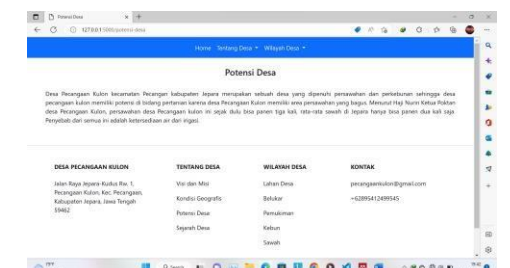 Potensi Desa
127.0.0.1:5000/potensi-desa
Home Tentang Desa Wilayah Desa
Potensi Desa
Desa Pecangaan Kulon kecamaten Pecangan kabupaten Jepara merupakan sebuah desa yang dipenuhi persawahan dan perkebunan sehingga desa
pecangaan kulon memiliki potensi di bidang pertanian karena desa Pecangaan Kulon memiliki area persawahan yang bagus. Menurut Haji Nurin Ketua Poktan
desa Pecangaan Kulon, persawahan desa Pecangaan kulon ini sejak dulu bisa panen tiga kali, rata-rata sawah di Jepara hanya bisa panen dua kali saja.
Penyebab dari semua ini adalah ketersediaan air dari irigasi.
DESA PECANGAAN KULON TENTANG DESA WILAYAH DESA KONTAK
Jalan Raya Jepara-Kudus Rw. 1, Visi dan Misi Lahan Desa pecangaankulon@gmail.com
Pecangaan Kulon, Kec. Pecangaan,
Kabupaten Jepara, Jawa Tengah Kondisi Geografis Belukar +62895412499545
59462
Potensi Desa Pemukiman
Sejarah Desa Kebun
Sawah